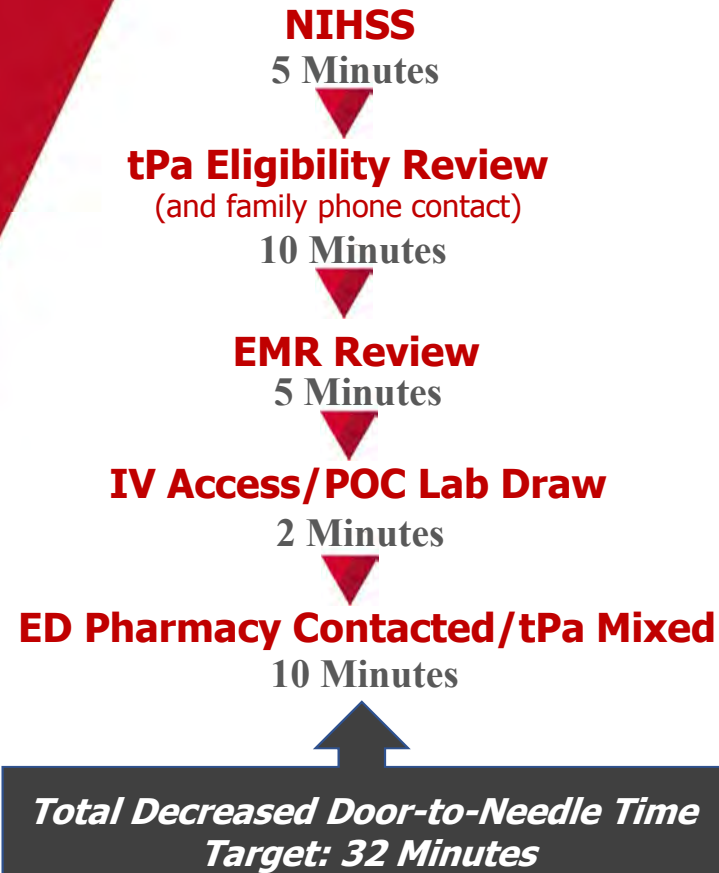 NIHSS
5 Minutes
tPa Eligibility Review
(and family phone contact)
10 Minutes
EMR Review
5 Minutes
IV Access/POC Lab Draw
2 Minutes
ED Pharmacy Contacted/tPa Mixed
10 Minutes
Total Decreased Door-to-Needle Time
Target: 32 Minutes